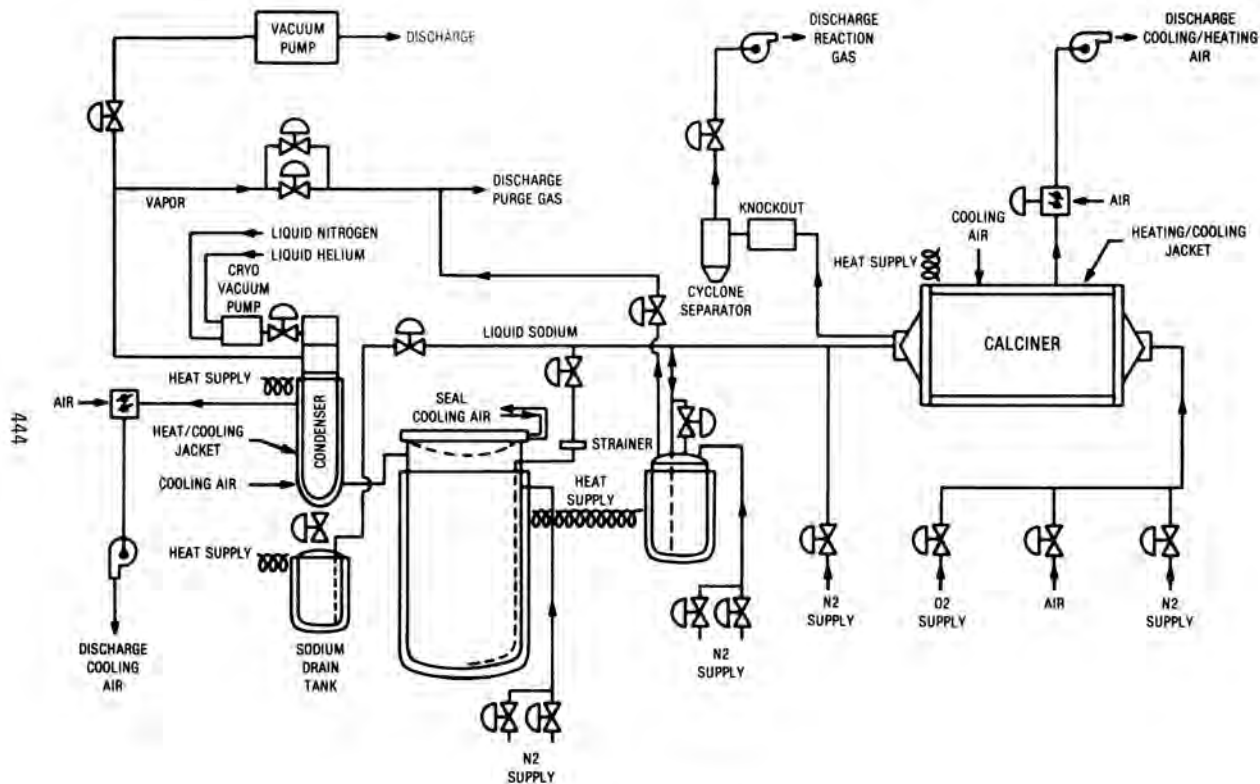 VACUUM
PUMP
DISCHARGE
DISCHARGE
REACTION
GAS
DISCHARGE
COOLING/HEATING
AIR
VAPOR
DISCHARGE
PURGE GAS
LIQUID NITROGEN
LIQUID HELIUM
CRYO
VACUUM
PUMP
KNOCKOUT
CYCLONE
SEPARATOR
COOLING
AIR
AIR
HEATING/COOLING
JACKET
HEAT SUPPLY
CALCINER
LIQUID SODIUM
HEAT SUPPLY
AIR
HEAT/COOLING
JACKET
COOLING AIR
CONDENSER
SEAL
COOLING AIR
STRAINER
HEAT
SUPPLY
444
HEAT SUPPLY
SODIUM
DRAIN
TANK
DISCHARGE
COOLING
AIR
N2
SUPPLY
N2
SUPPLY
N2
SUPPLY
O2
SUPPLY
AIR
N2
SUPPLY